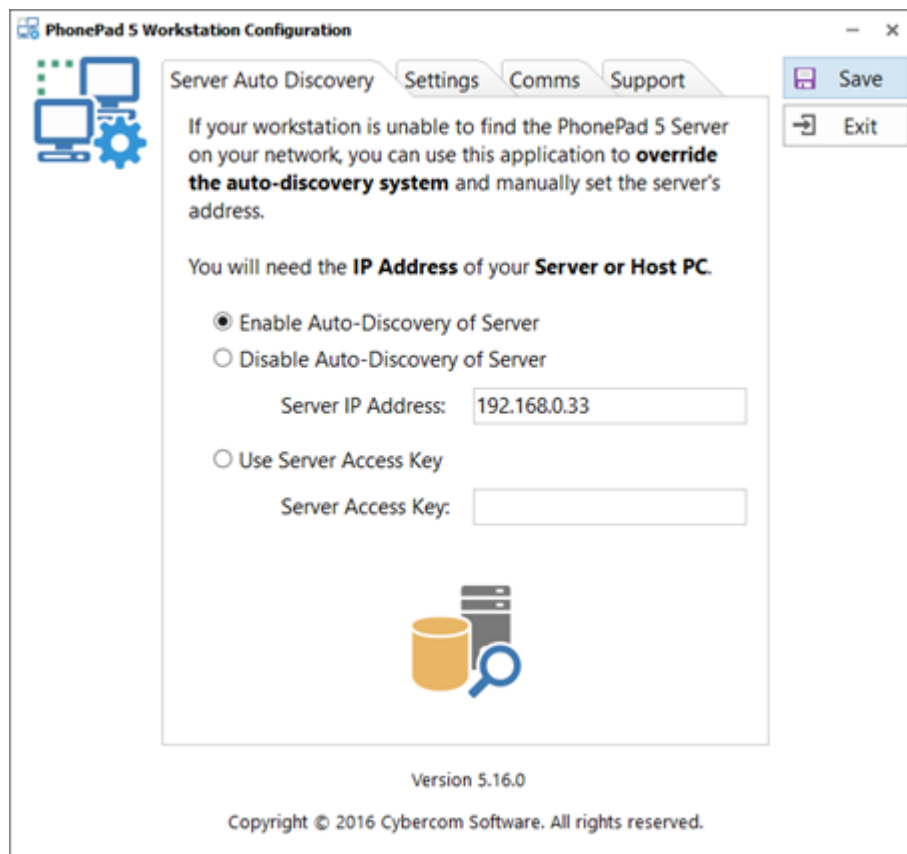 PhonePad 5 Workstation Configuration
Server Auto Discovery
Settings
Comms
Support
Save
Exit
If your workstation is unable to find the PhonePad 5 Server
on your network, you can use this application to override
the auto-discovery system and manually set the server's
address.
You will need the IP Address of your Server or Host PC.
Enable Auto-Discovery of Server
Disable Auto-Discovery of Server
Server IP Address: 192.168.0.33
Use Server Access Key
Server Access Key:
Version 5.16.0
Copyright © 2016 Cybercom Software. All rights reserved.